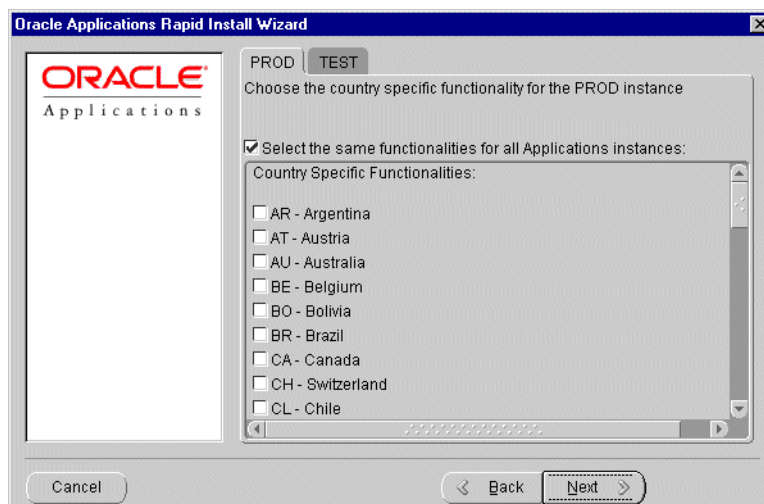 Oracle Applications Rapid Install Wizard
ORACLE®
Applications
PROD TEST
Choose the country specific functionality for the PROD instance
Select the same functionalities for all Applications instances:
Country Specific Functionalities:
AR - Argentina
AT - Austria
AU - Australia
BE - Belgium
BO - Bolivia
BR - Brazil
CA - Canada
CH - Switzerland
CL - Chile
Cancel Back Next